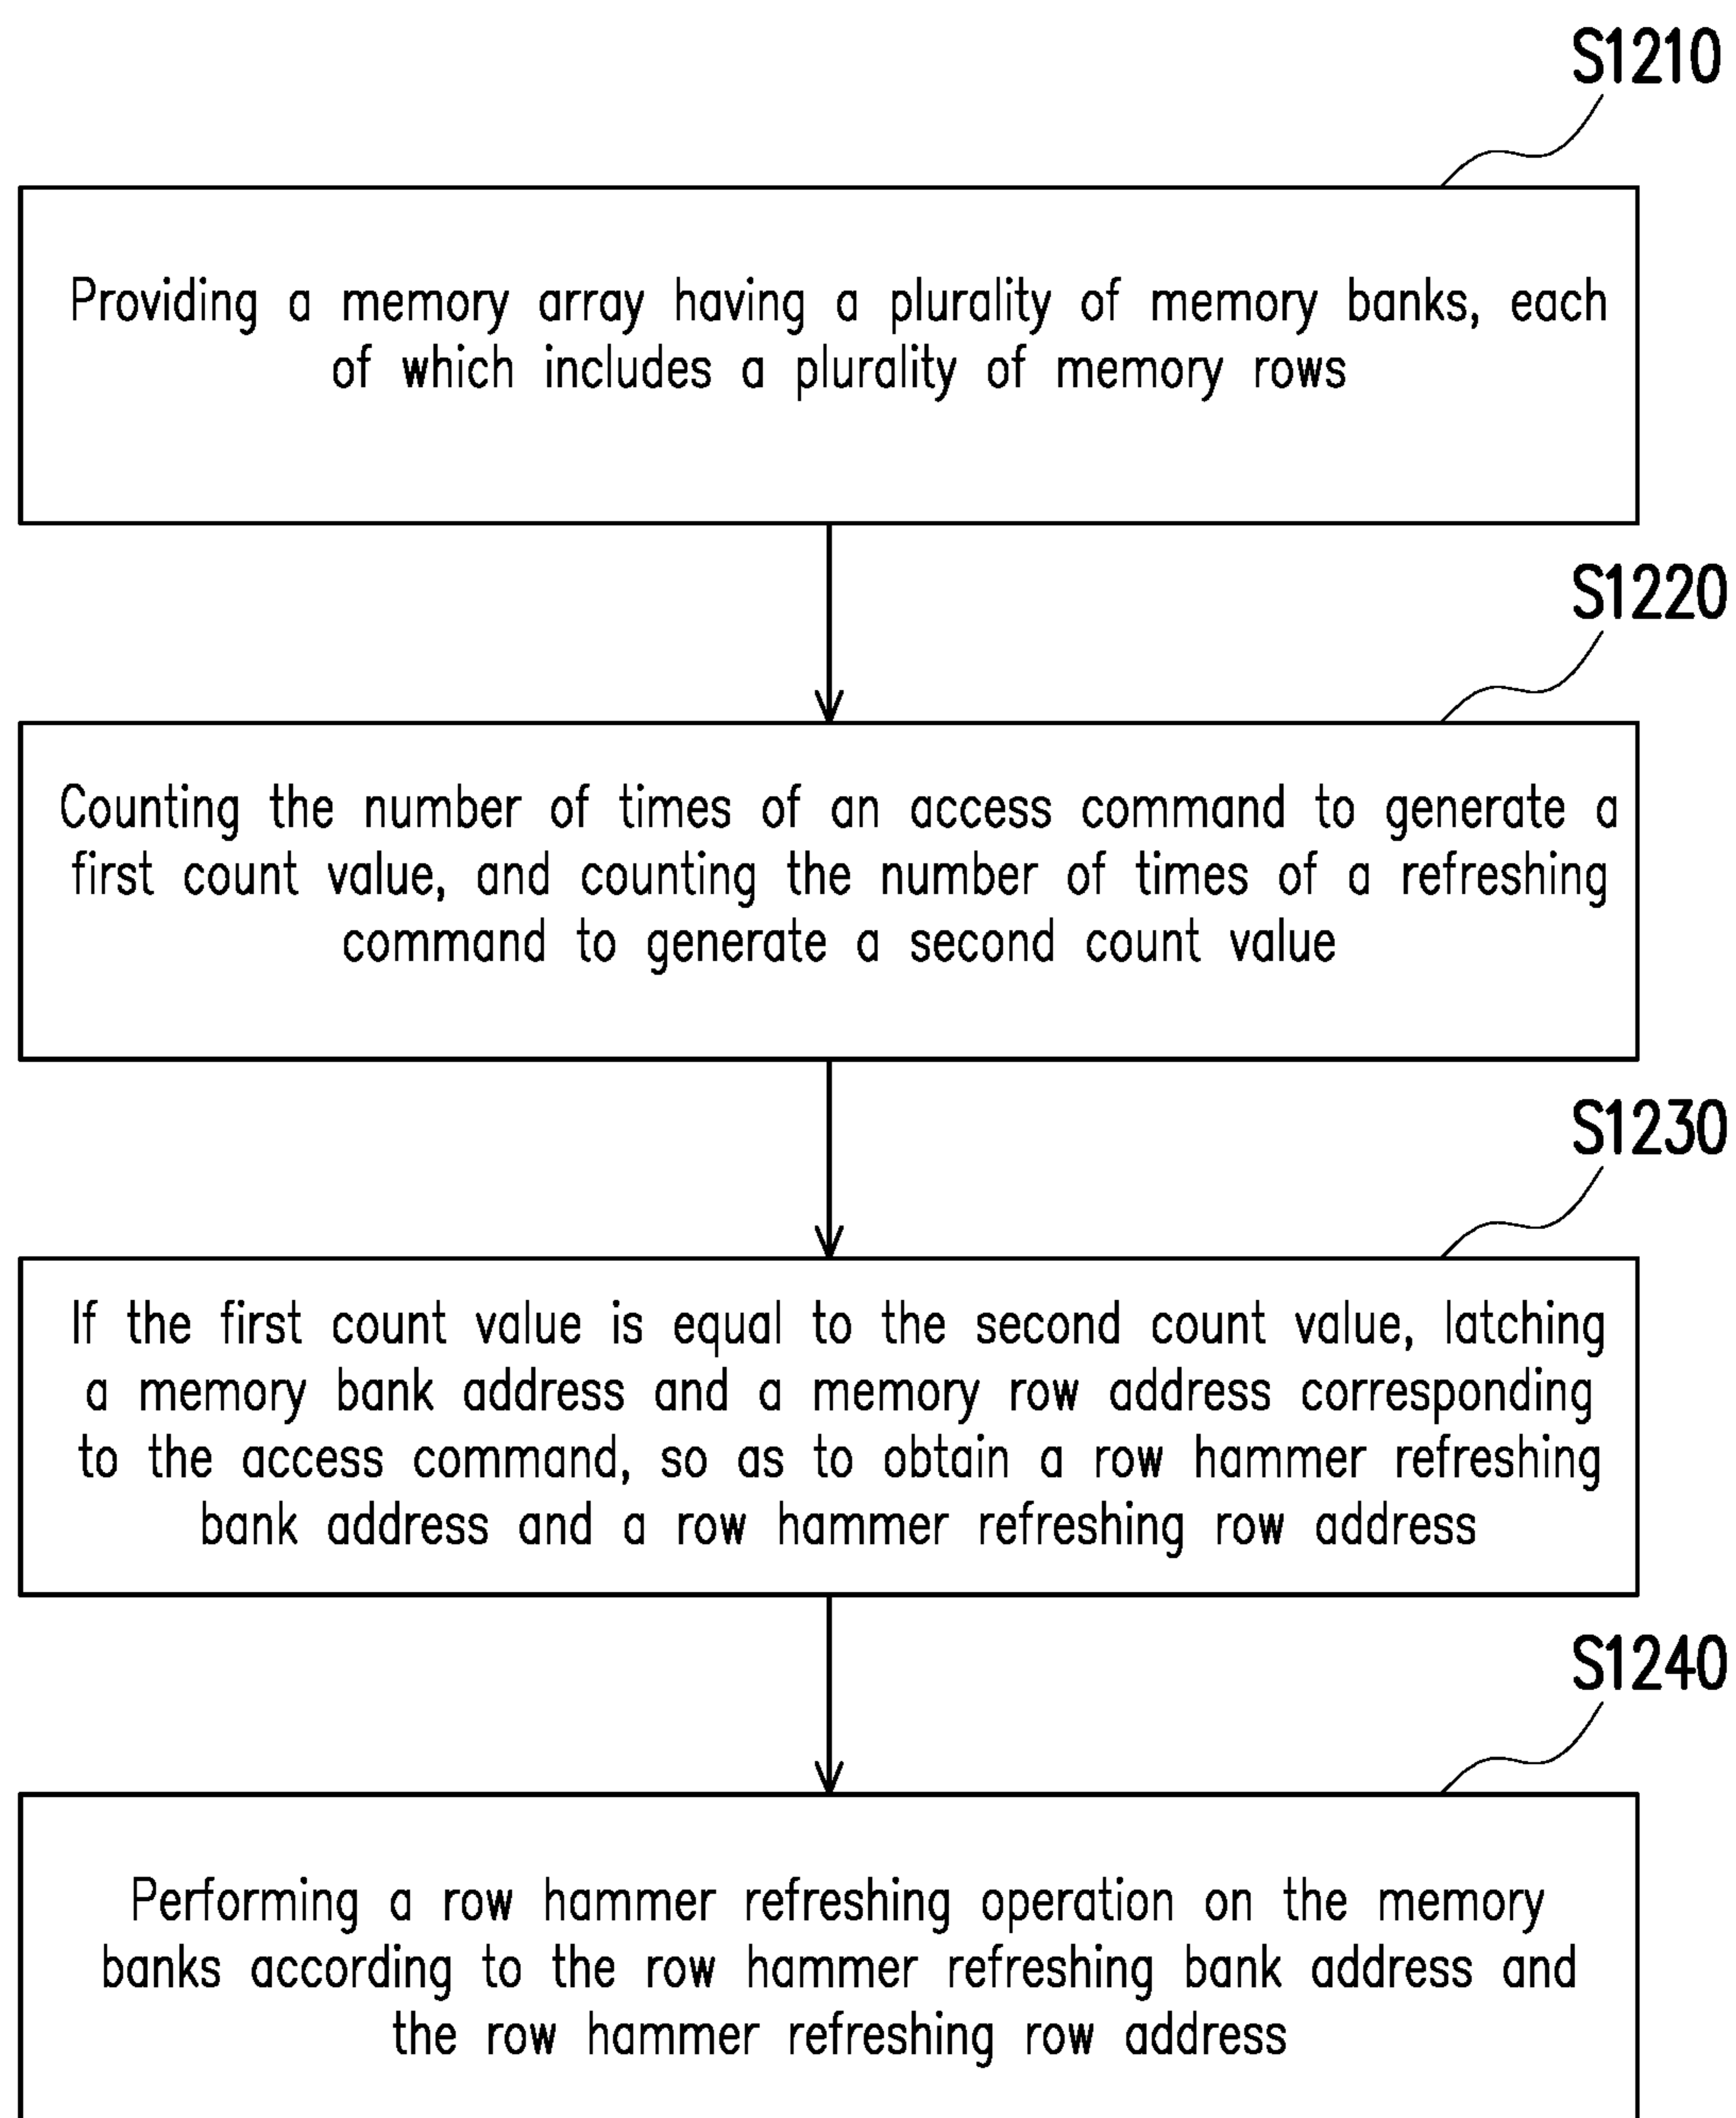 S1210
Providing a memory array having a plurality of memory banks, each
of which includes a plurality of memory rows
S1220
Counting the number of times of an access command to generate a
first count value, and counting the number of times of a refreshing
command to generate a second count value
S1230
If the first count value is equal to the second count value, latching
a memory bank address and a memory row address corresponding
to the access command, so as to obtain a row hammer refreshing
bank address and a row hammer refreshing row address
S1240
Performing a row hammer refreshing operation on the memory
banks according to the row hammer refreshing bank address and
the row hammer refreshing row address